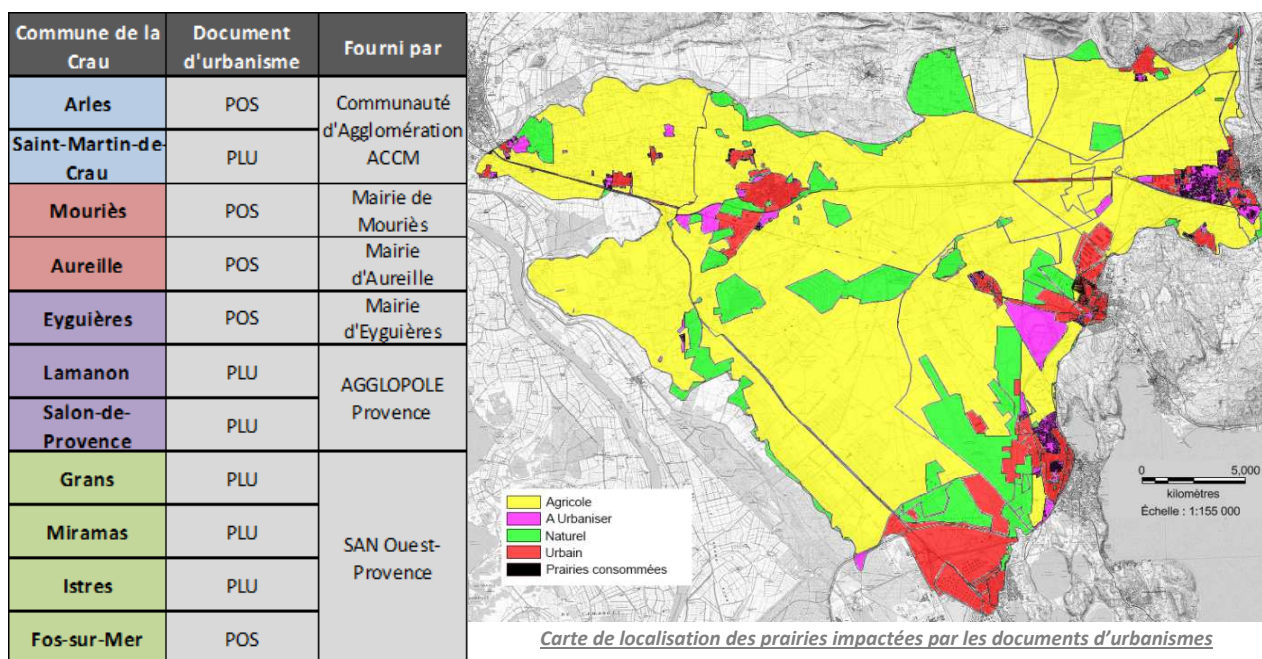 Commune de la
Crau
Document
d'urbanisme
Fourni par
Arles
POS
Communauté
d'Agglomération
ACCM
Saint-Martin-de-
Crau
PLU
Mouriès
POS
Mairie de
Mouriès
Aureille
POS
Mairie
d'Aureille
Eyguières
POS
Mairie
d'Eyguières
Lamanon
PLU
AGGLOPOLE
Provence
Salon-de-
Provence
PLU
Grans
PLU
SAN Ouest-
Provence
Miramas
PLU
Istres
PLU
Fos-sur-Mer
POS
Agricole
A Urbaniser
Naturel
Urbain
Prairies consommées
0 5,000
kilomètres
Échelle : 1:155 000
Carte de localisation des prairies impactées par les documents d'urbanismes